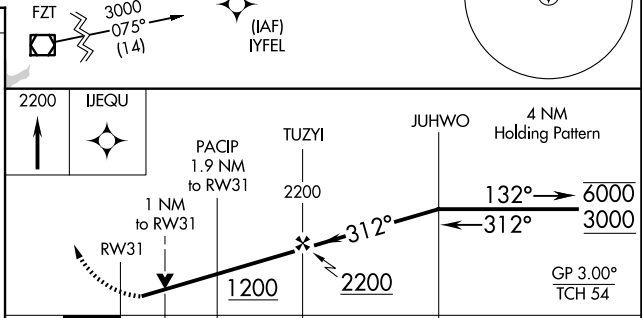 FZT
3000
075°
(14)
(IAF)
IYFEL
2200
IJEQU
PACIP
1.9 NM
to RW31
TUZYI
JUHWO
4 NM
Holding Pattern
2200
132°
6000
1 NM
to RW31
312°
312°
3000
RW31
1200
2200
GP 3.00°
TCH 54